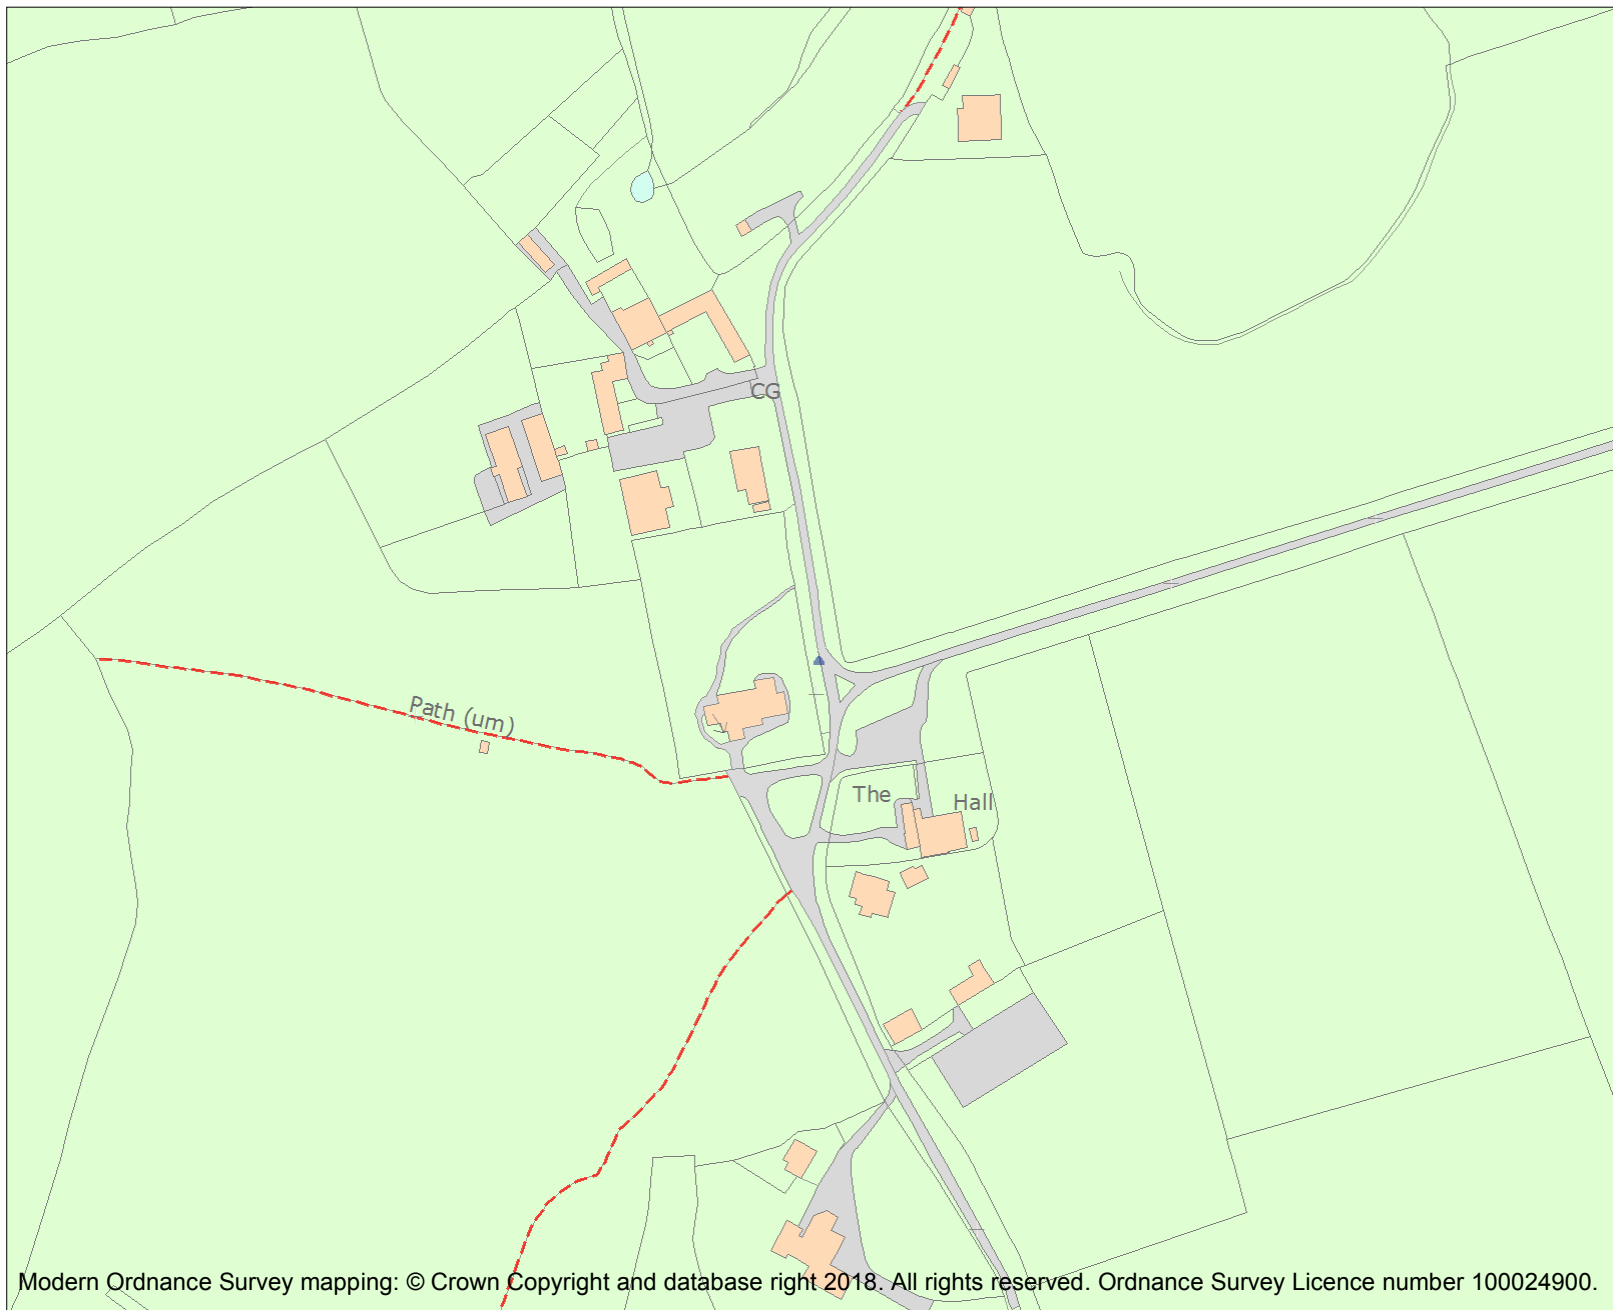 CG
Path (um)
The Hall
Modern Ordnance Survey mapping: © Crown Copyright and database right 2018. All rights reserved. Ordnance Survey Licence number 100024900.